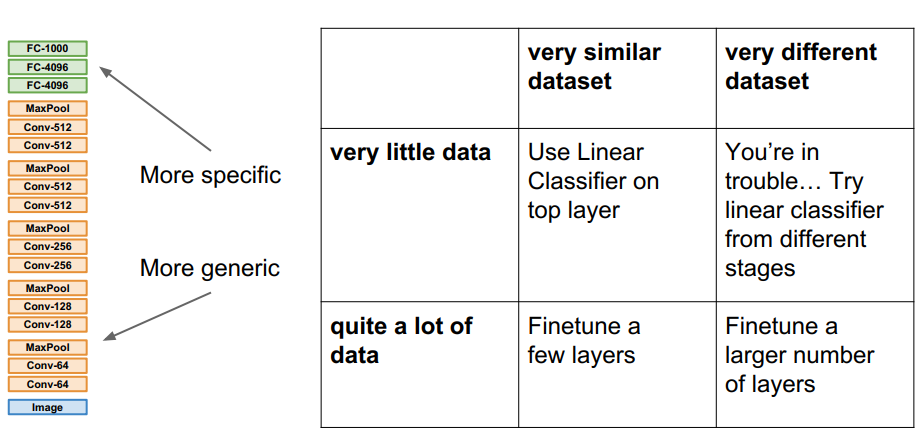 FC-1000
FC-4096
FC-4096
MaxPool
Conv-512
Conv-512
MaxPool
Conv-512
Conv-512
MaxPool
Conv-256
Conv-256
MaxPool
Conv-128
Conv-128
MaxPool
Conv-64
Conv-64
Image
More specific
More generic
very similar
dataset
very different
dataset
very little data
Use Linear
Classifier on
top layer
You’re in
trouble… Try
linear classifier
from different
stages
quite a lot of
data
Finetune a
few layers
Finetune a
larger number
of layers